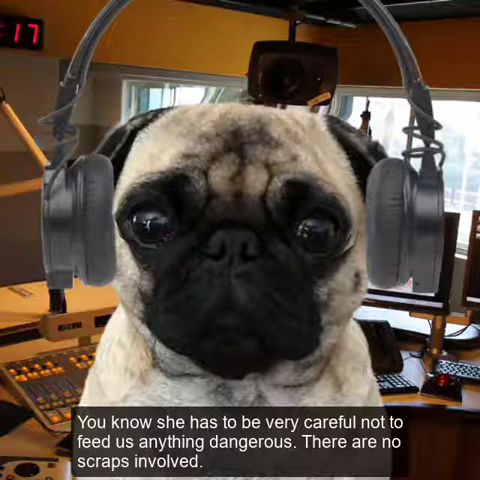 :17
You know she has to be very careful not to
feed us anything dangerous. There are no
scraps involved.